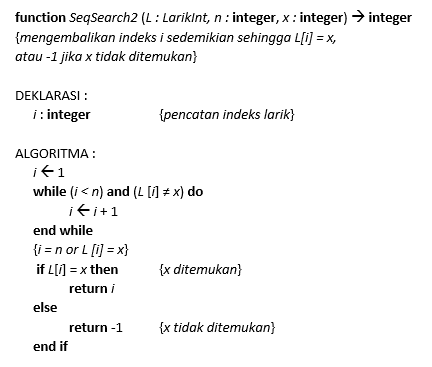 function SeqSearch2 (L : LarikInt, n : integer, x : integer) → integer
{mengembalikan indeks i sedemikian sehingga L[i] = x,
atau -1 jika x tidak ditemukan}
DEKLARASI :
i : integer {pencatan indeks larik}
ALGORITMA :
i ← 1
while (i < n) and (L [i] ≠ x) do
i ← i + 1
end while
{i = n or L [i] = x}
if L[i] = x then {x ditemukan}
return i
else
return -1 {x tidak ditemukan}
end if